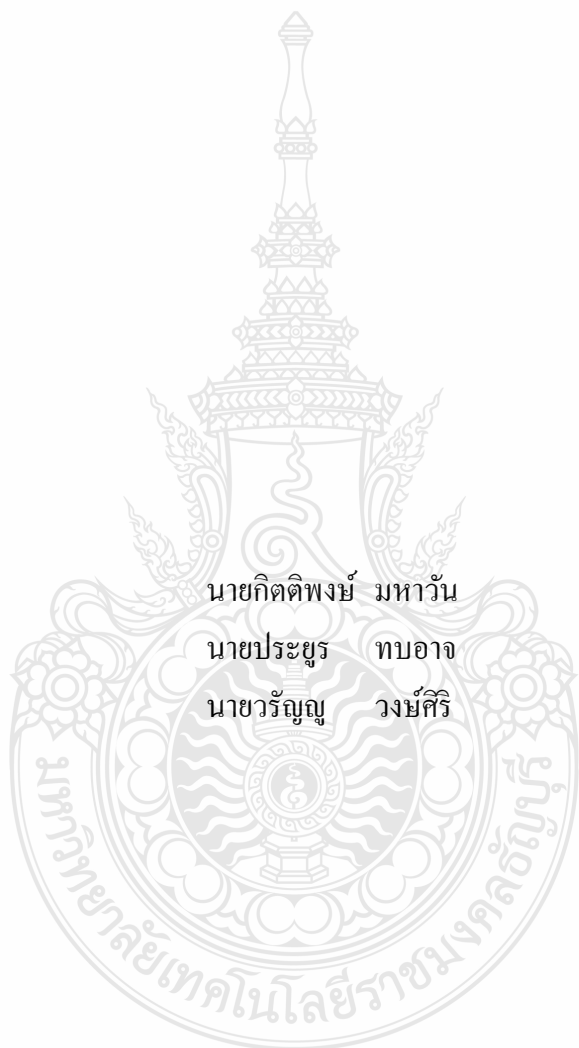 นายกิตติพงษ์ มหาวัน
นายประยูร ทบอาจ
นายวรัญญู วงษ์ศิริ
มหาวิทยาลัยเทคโนโลยีราชมงคลธัญบุรี